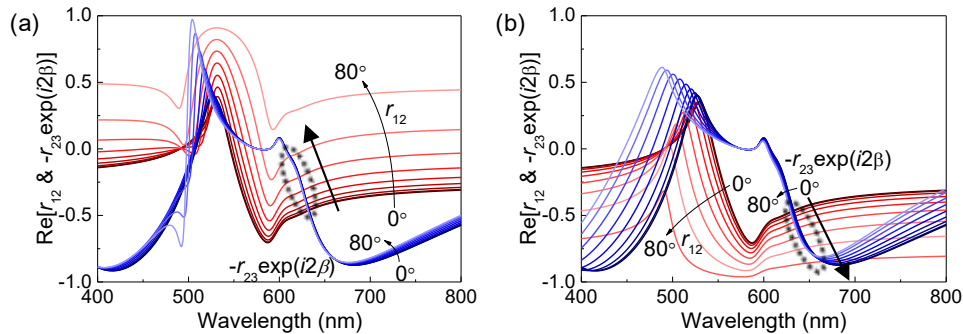 (a)
Re[r12 & -r23exp(i2β)]
1.0
0.5
0.0
-0.5
-1.0
80°
r12
0°
80°
0°
-r23exp(i2β)
400 500 600 700 800
Wavelength (nm)
(b)
Re[r12 & -r23exp(i2β)]
1.0
0.5
0.0
-0.5
-1.0
-r23exp(i2β)
0°
0°
80°
80° r12
400 500 600 700 800
Wavelength (nm)